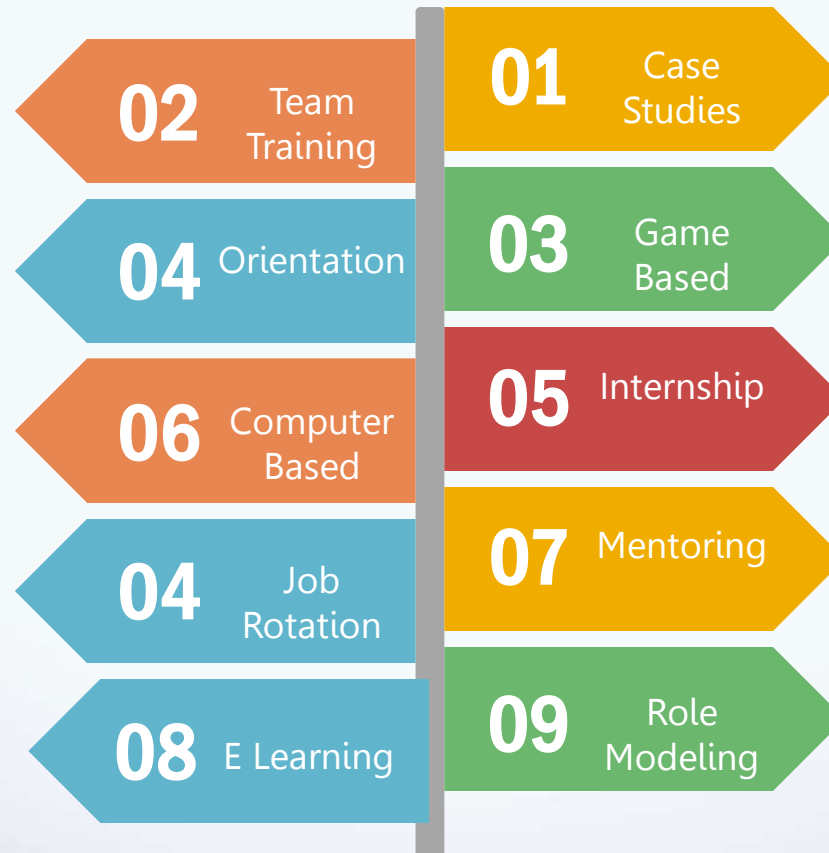 01 Case
Studies
02 Team
Training
03 Game
Based
04 Orientation
05 Internship
06 Computer
Based
07 Mentoring
04 Job
Rotation
09 Role
Modeling
08 E Learning